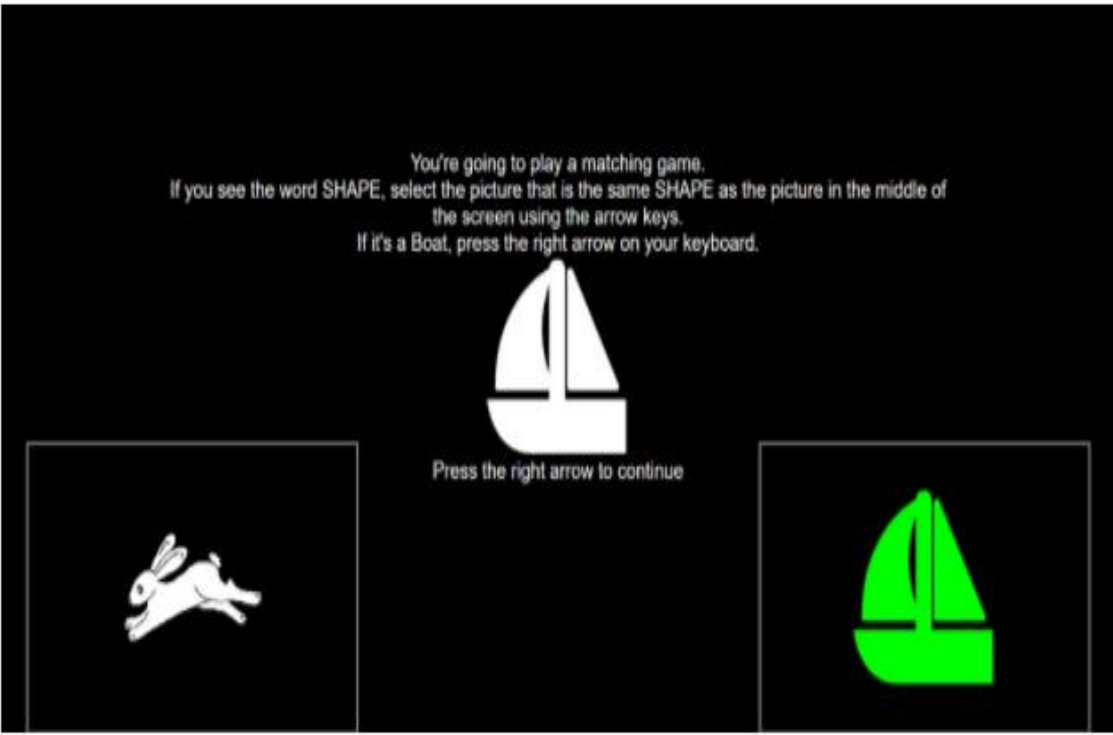 You're going to play a matching game.
If you see the word SHAPE, select the picture that is the same SHAPE as the picture in the middle of
the screen using the arrow keys.
If it's a Boat, press the right arrow on your keyboard.
Press the right arrow to continue